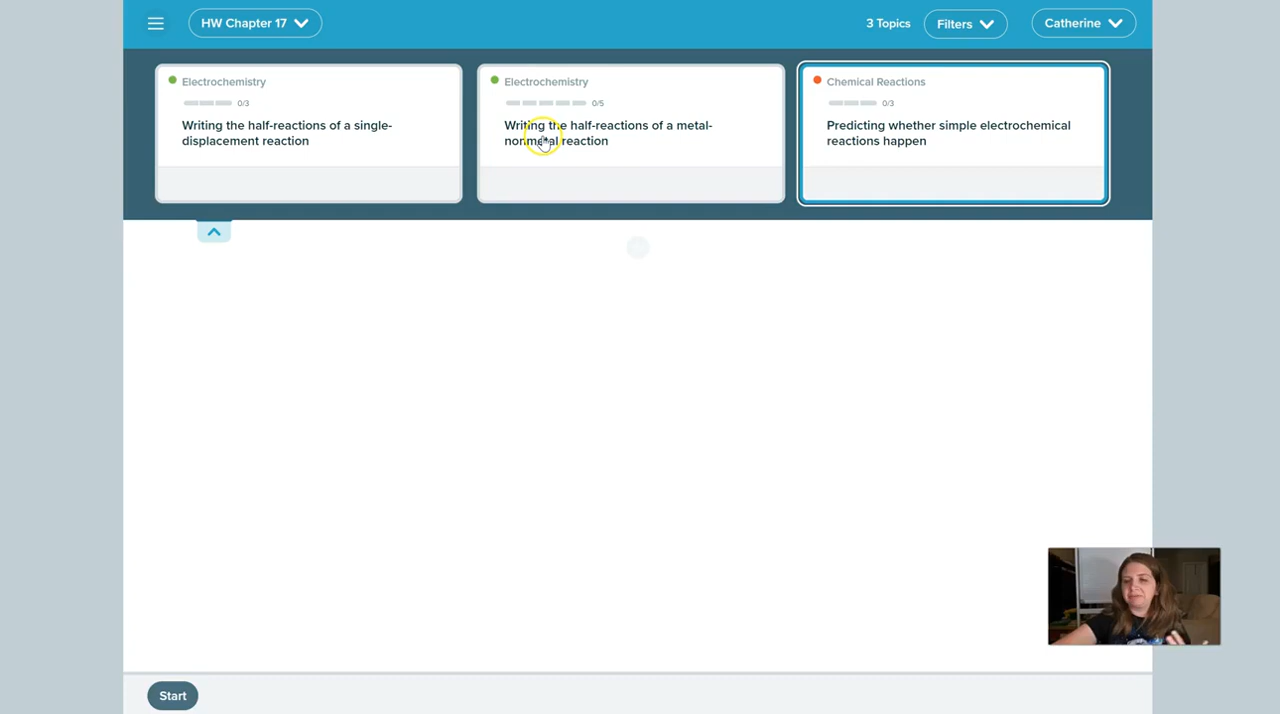 HW Chapter 17
3 Topics
Filters
Catherine
Electrochemistry
0/3
Writing the half-reactions of a single-
displacement reaction
Electrochemistry
0/5
Writing the half-reactions of a metal-
nonmetal reaction
Chemical Reactions
0/3
Predicting whether simple electrochemical
reactions happen
Start